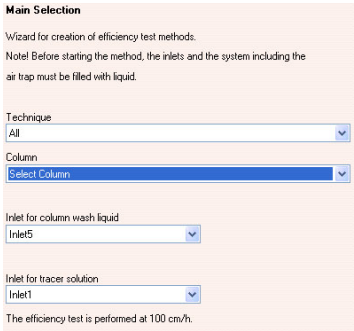 Main Selection
Wizard for creation of efficiency test methods.
Note! Before starting the method, the inlets and the system including the
air trap must be filled with liquid.
Technique
All
Column
Select Column
Inlet for column wash liquid
Inlet5
Inlet for tracer solution
Inlet1
The efficiency test is performed at 100 cm/h.